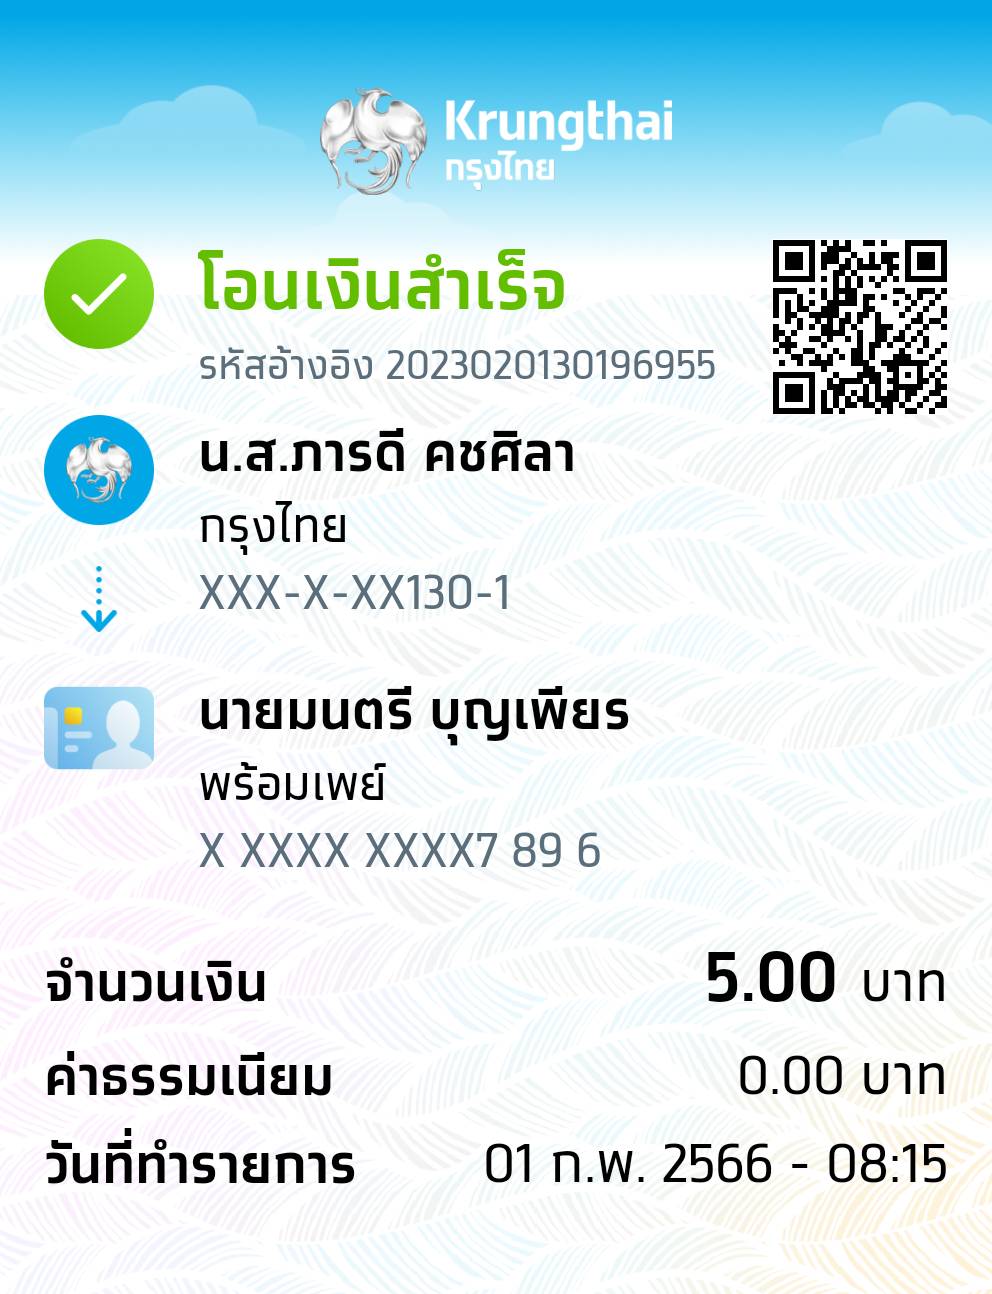 Krungthai
กรุงไทย
โอนเงินสำเร็จ
รหัสอ้างอิง 2023020130196955
น.ส.ภารดี คชศิลา
กรุงไทย
XXX-X-XX130-1
นายมนตรี บุญเพียร
พร้อมเพย์
X XXXX XXXX7 89 6
จำนวนเงิน 5.00 บาท
ค่าธรรมเนียม 0.00 บาท
วันที่ทำรายการ 01 ก.พ. 2566 - 08:15